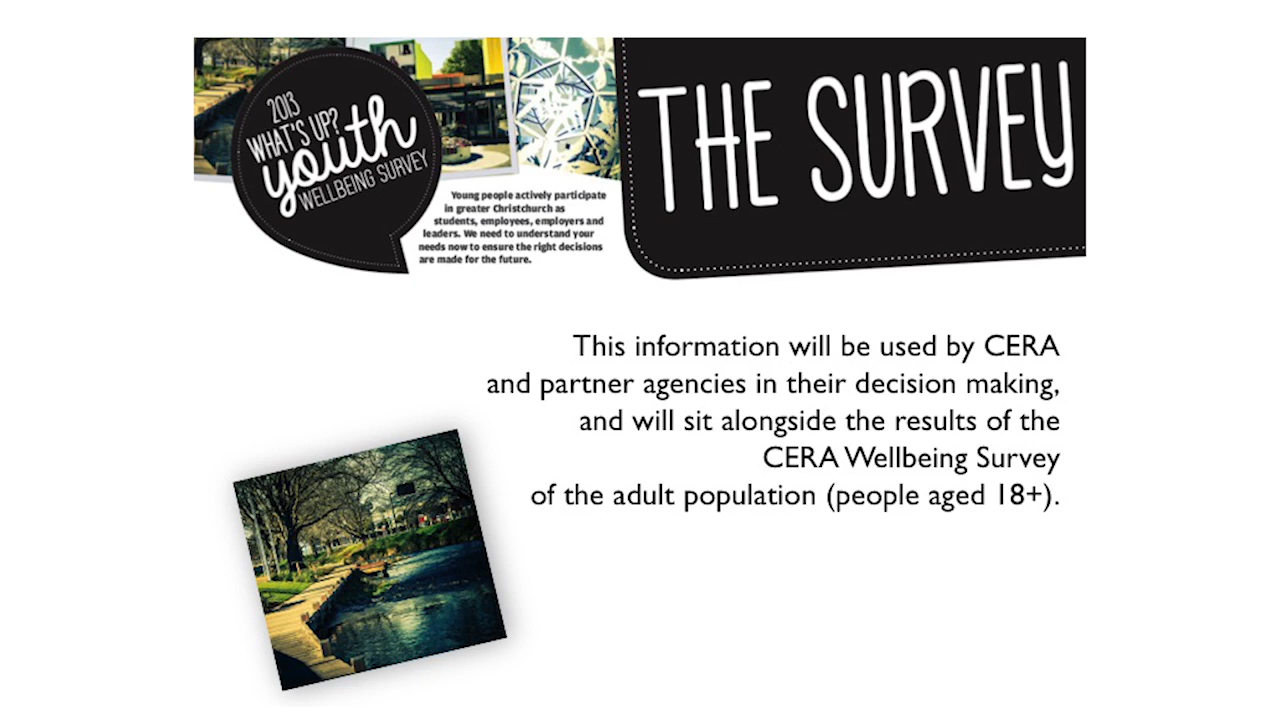 2013
WHAT'S UP?
youth
WELLBEING SURVEY
Young people actively participate
in greater Christchurch as
students, employees, employers and
leaders. We need to understand your
needs now to ensure the right decisions
are made for the future.
THE SURVEY
This information will be used by CERA
and partner agencies in their decision making,
and will sit alongside the results of the
CERA Wellbeing Survey
of the adult population (people aged 18+).